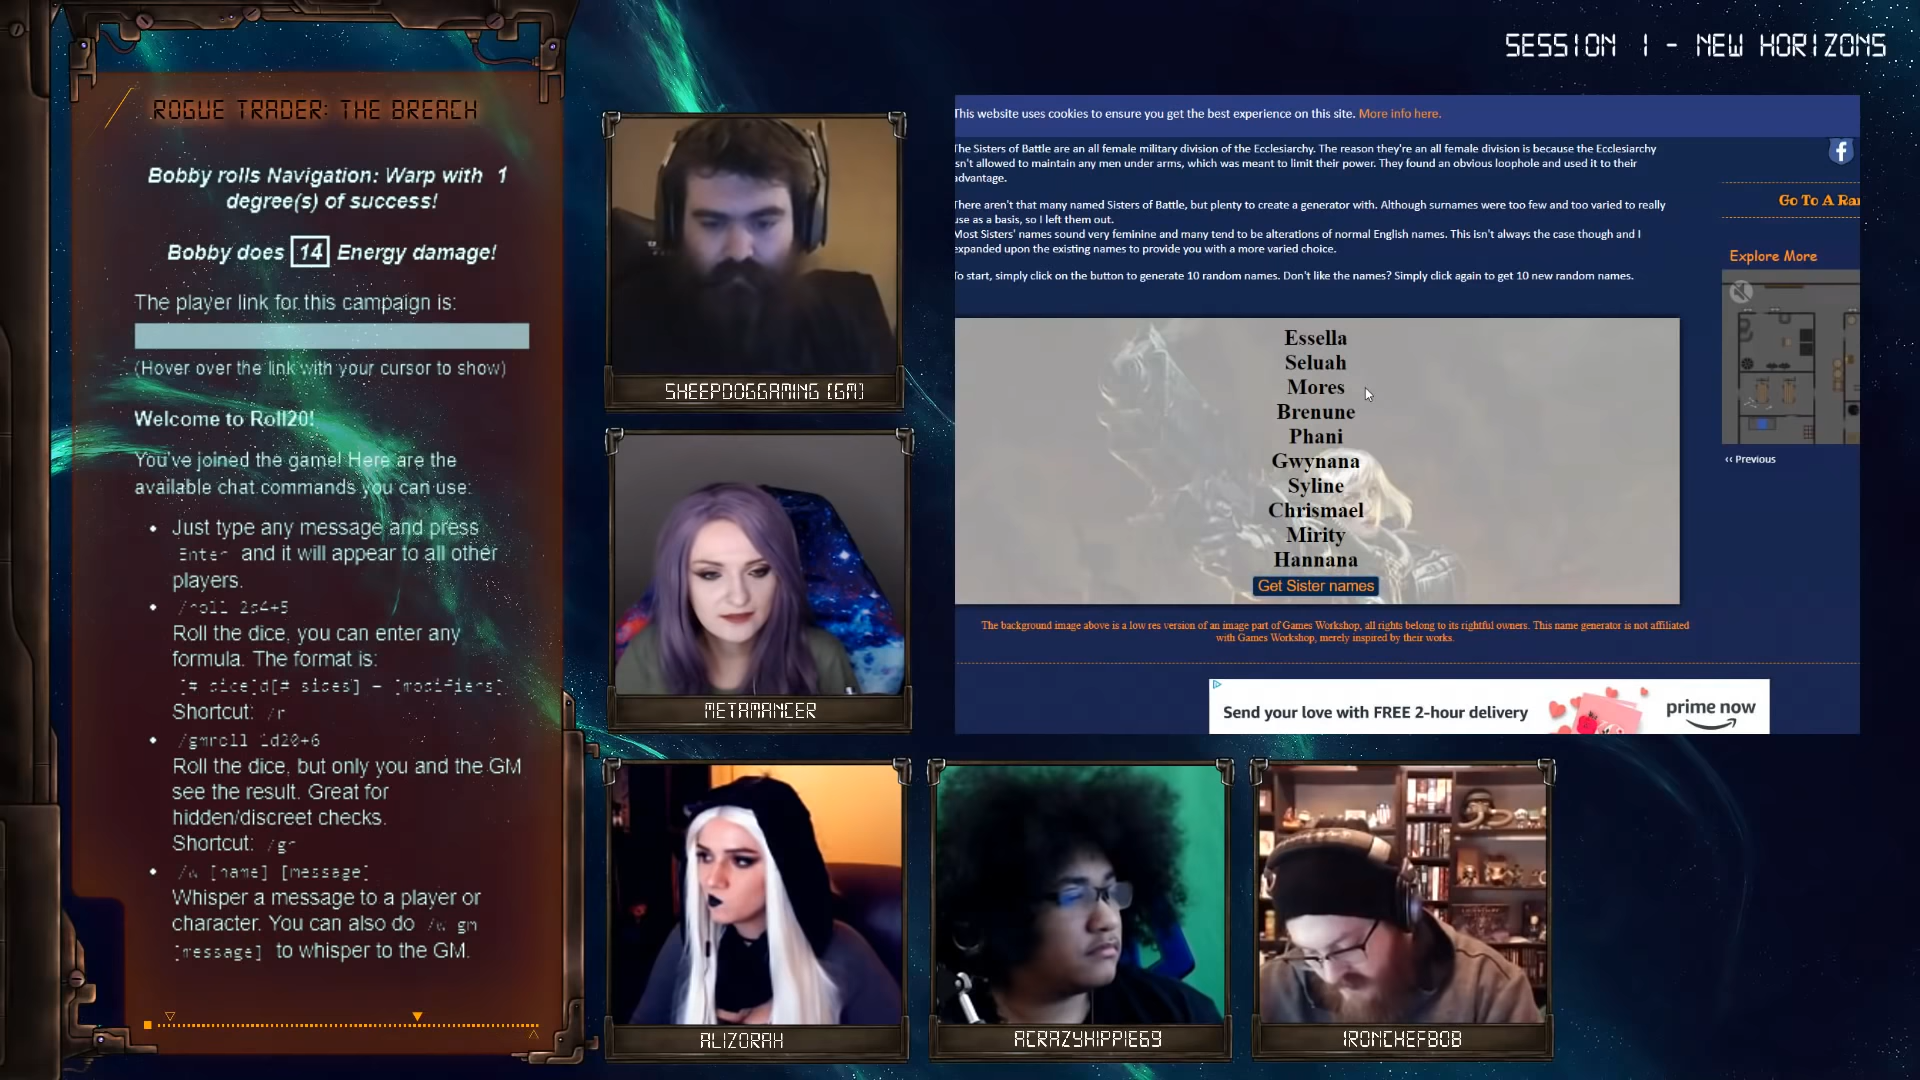 SESSION 1 - NEW HORIZONS
ROGUE TRADER: THE BREACH
Bobby rolls Navigation: Warp with 1
degree(s) of success!
Bobby does 14 Energy damage!
The player link for this campaign is:
(Hover over the link with your cursor to show)
Welcome to Roll20!
You've joined the game! Here are the
available chat commands you can use:
• Just type any message and press
Enter and it will appear to all other
players.
• /roll 2d4+5
Roll the dice, you can enter any
formula. The format is:
[# dice]d[# sides] + [modifiers].
Shortcut: /r
• /gmroll 1d20+6
Roll the dice, but only you and the GM
see the result. Great for
hidden/discreet checks.
Shortcut: /gr
• /w [name] [message]
Whisper a message to a player or
character. You can also do /w gm
[message] to whisper to the GM.
SHEEPDOGGAMING [GM]
METAMANCER
ALIZORAH
ACRAZYHIPPIE69
IRONCHEFBOB
This website uses cookies to ensure you get the best experience on this site. More info here.
The Sisters of Battle are an all female military division of the Ecclesiarchy. The reason they're an all female division is because the Ecclesiarchy
isn't allowed to maintain any men under arms, which was meant to limit their power. They found an obvious loophole and used it to their
advantage.
There aren't that many named Sisters of Battle, but plenty to create a generator with. Although surnames were too few and too varied to really
use as a basis, so I left them out.
Most Sisters' names sound very feminine and many tend to be alterations of normal English names. This isn't always the case though and I
expanded upon the existing names to provide you with a more varied choice.
To start, simply click on the button to generate 10 random names. Don't like the names? Simply click again to get 10 new random names.
Essella
Seluah
Mores
Brenune
Phani
Gwynana
Syline
Chrismael
Mirity
Hannana
Get Sister names
The background image above is a low res version of an image part of Games Workshop, all rights belong to its rightful owners. This name generator is not affiliated
with Games Workshop, merely inspired by their works.
Go To A Ra
Explore More
‹‹ Previous
Send your love with FREE 2-hour delivery
prime now